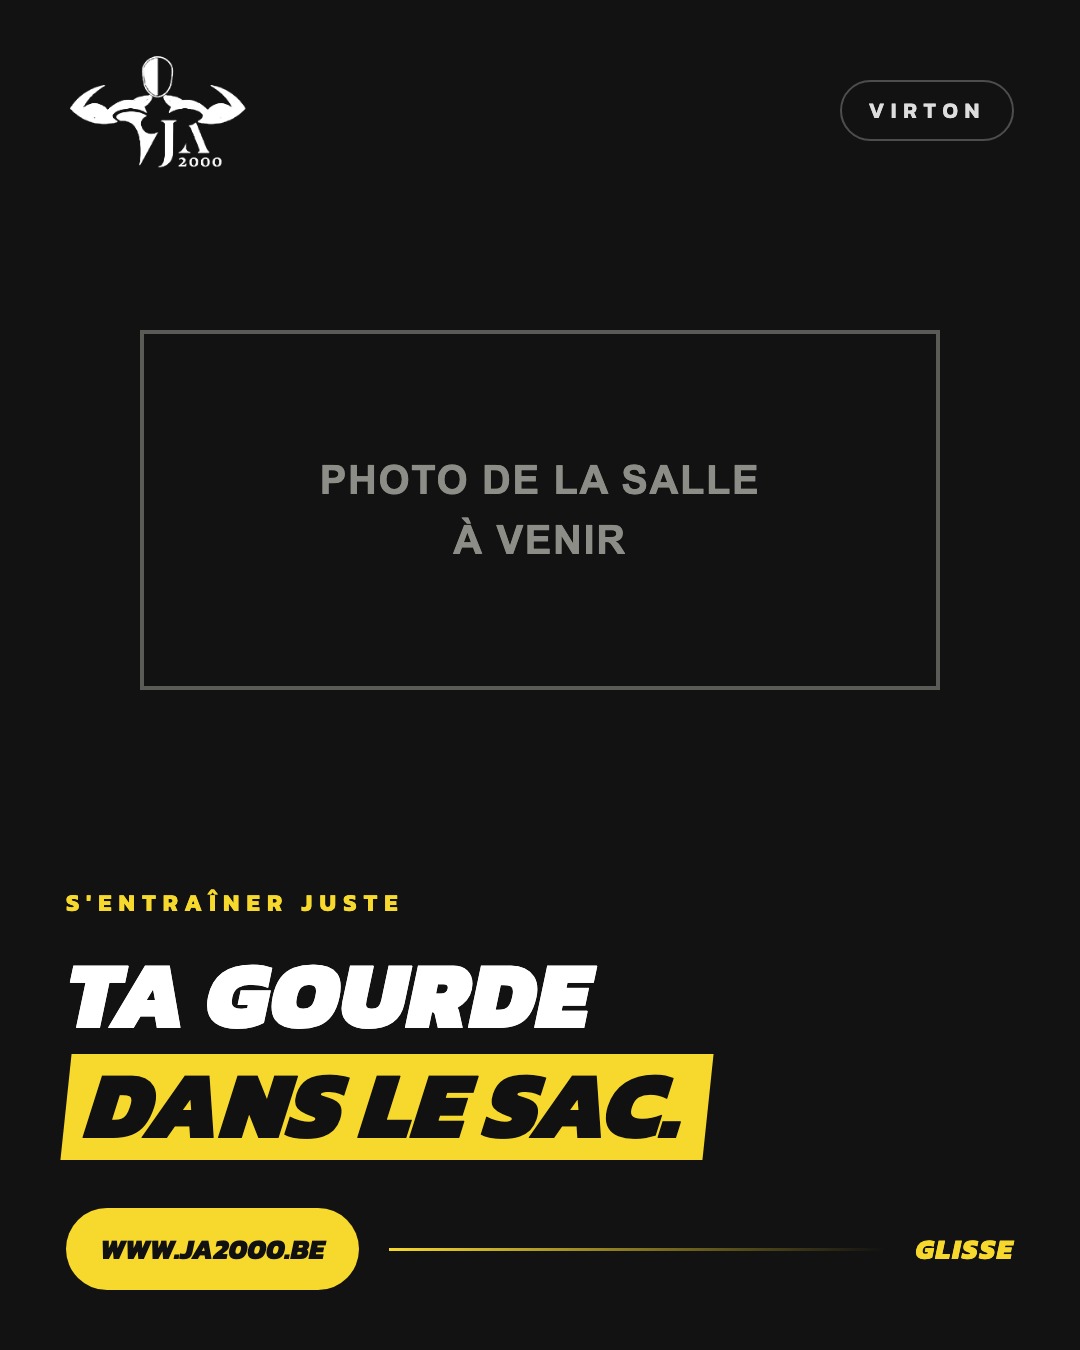 JA
2000
VIRTON
PHOTO DE LA SALLE
À VENIR
S'ENTRAÎNER JUSTE
TA GOURDE
DANS LE SAC.
WWW.JA2000.BE
GLISSE